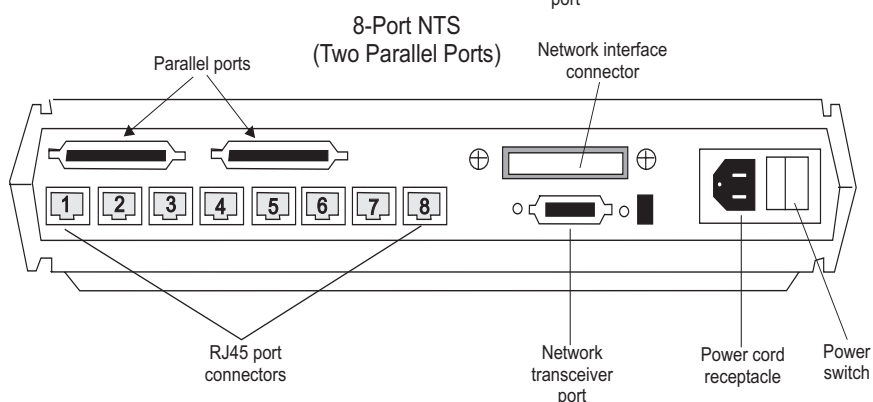 port
8-Port NTS
(Two Parallel Ports)
Parallel ports
Network interface
connector
1 2 3 4 5 6 7 8
RJ45 port
connectors
Network
transceiver
port
Power cord
receptacle
Power
switch